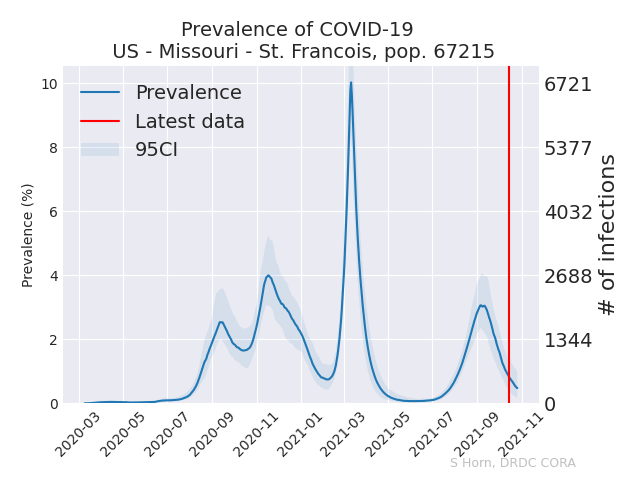 Prevalence of COVID-19
US - Missouri - St. Francois, pop. 67215
Prevalence
Latest data
95CI
Prevalence (%)
10
8
6
4
2
0
6721
5377
4032
2688
1344
0
# of infections
2020-03
2020-05
2020-07
2020-09
2020-11
2021-01
2021-03
2021-05
2021-07
2021-09
2021-11
S Horn, DRDC CORA